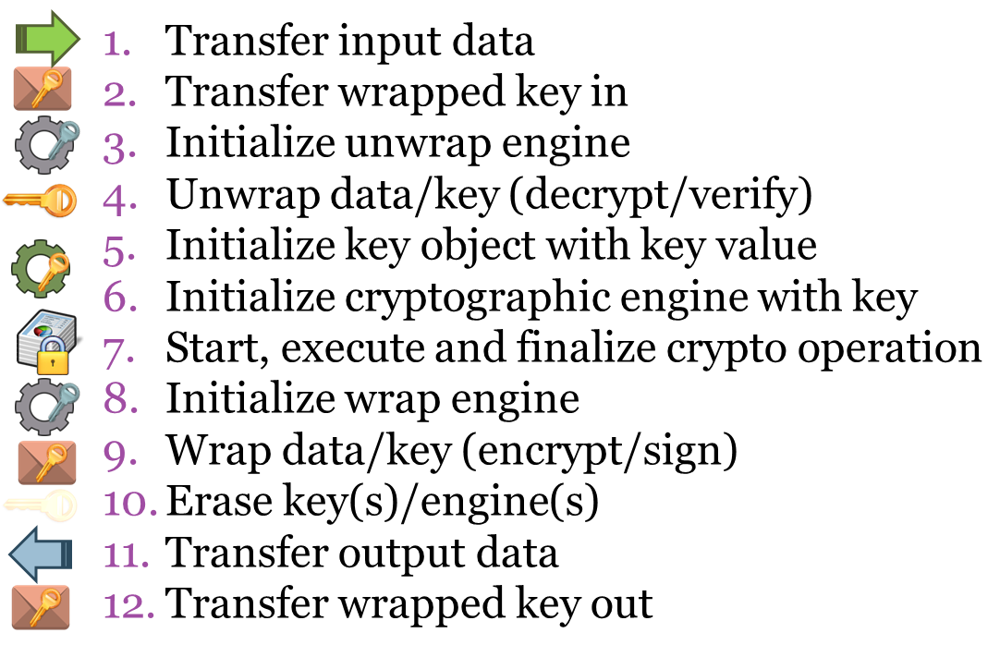 1. Transfer input data
2. Transfer wrapped key in
3. Initialize unwrap engine
4. Unwrap data/key (decrypt/verify)
5. Initialize key object with key value
6. Initialize cryptographic engine with key
7. Start, execute and finalize crypto operation
8. Initialize wrap engine
9. Wrap data/key (encrypt/sign)
10. Erase key(s)/engine(s)
11. Transfer output data
12. Transfer wrapped key out